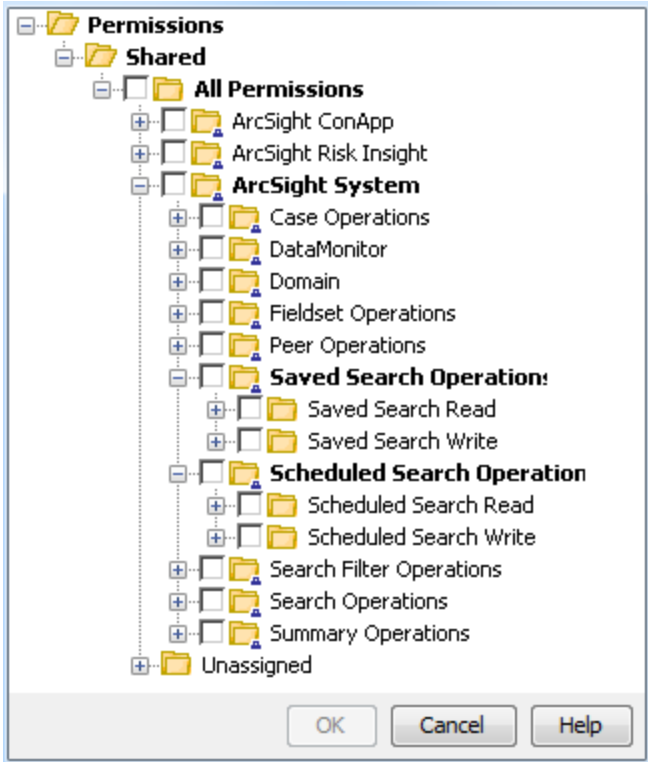 Permissions
Shared
All Permissions
ArcSight ConApp
ArcSight Risk Insight
ArcSight System
Case Operations
DataMonitor
Domain
Fieldset Operations
Peer Operations
Saved Search Operations
Saved Search Read
Saved Search Write
Scheduled Search Operation
Scheduled Search Read
Scheduled Search Write
Search Filter Operations
Search Operations
Summary Operations
Unassigned
OK Cancel Help